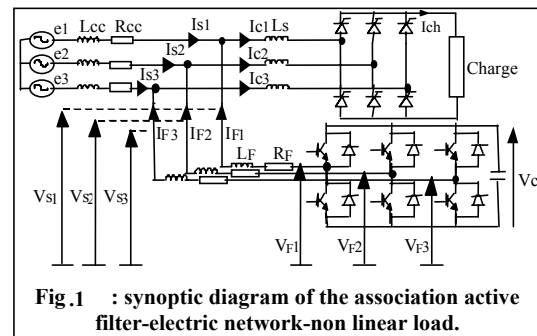 e1 Lcc Rcc Is1 Ic1 Ls Ich
e2 Is2 Ic2
e3 Is3 Ic3 Charge
IF3 IF2 IF1
LF RF
VS1 VS2 VS3 Vc
VF1 VF2 VF3
Fig.1 : synoptic diagram of the association active
filter-electric network-non linear load.